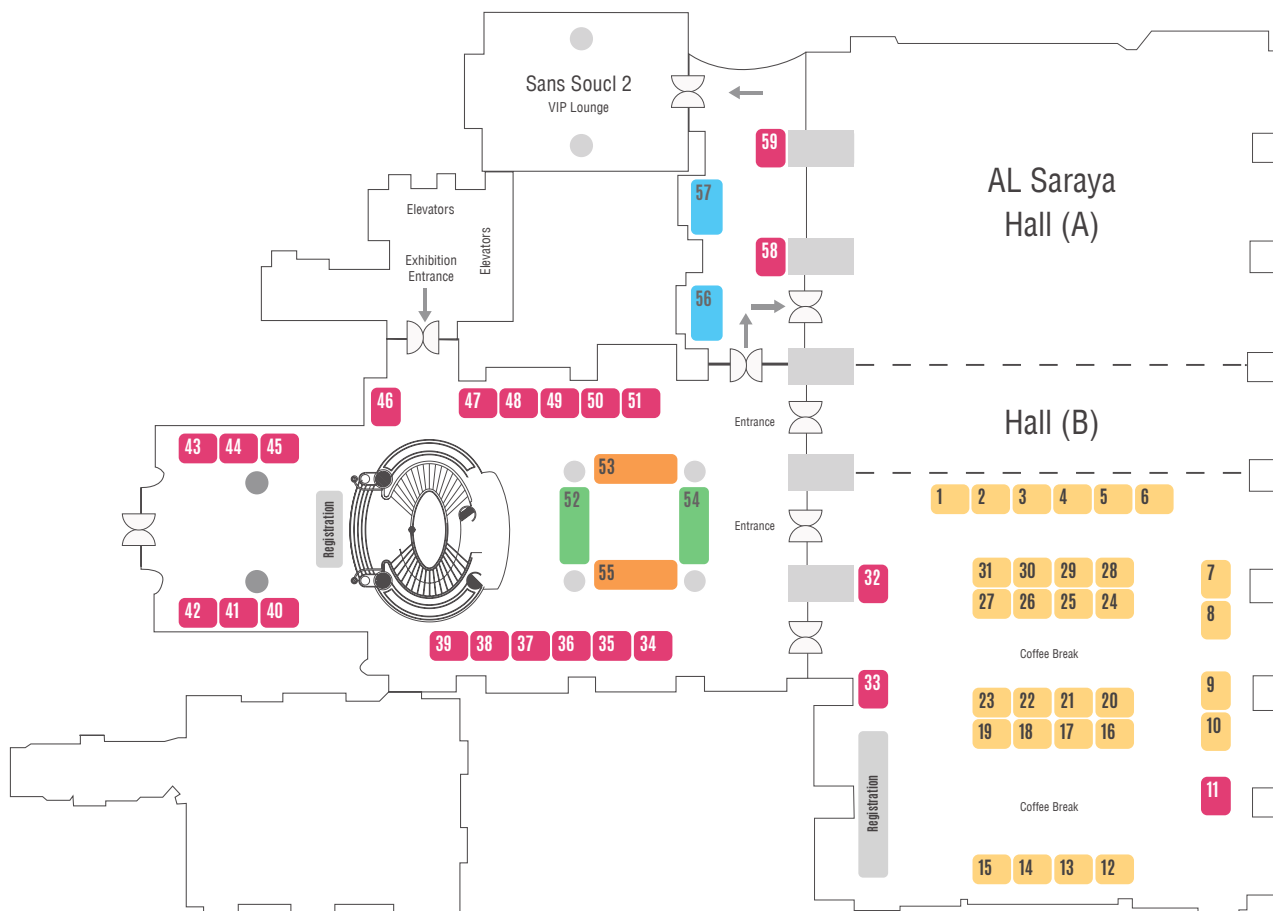 Sans Soucl 2
VIP Lounge
59
AL Saraya
Hall (A)
57
Elevators
Elevators
58
Exhibition
Entrance
56
46
47 48 49 50 51
Entrance
Hall (B)
43 44 45
53
52
54
1 2 3 4 5 6
Registration
Entrance
55
32
31 30 29 28
7
27 26 25 24
8
42 41 40
39 38 37 36 35 34
Coffee Break
33
9
23 22 21 20
10
19 18 17 16
11
Registration
Coffee Break
15 14 13 12